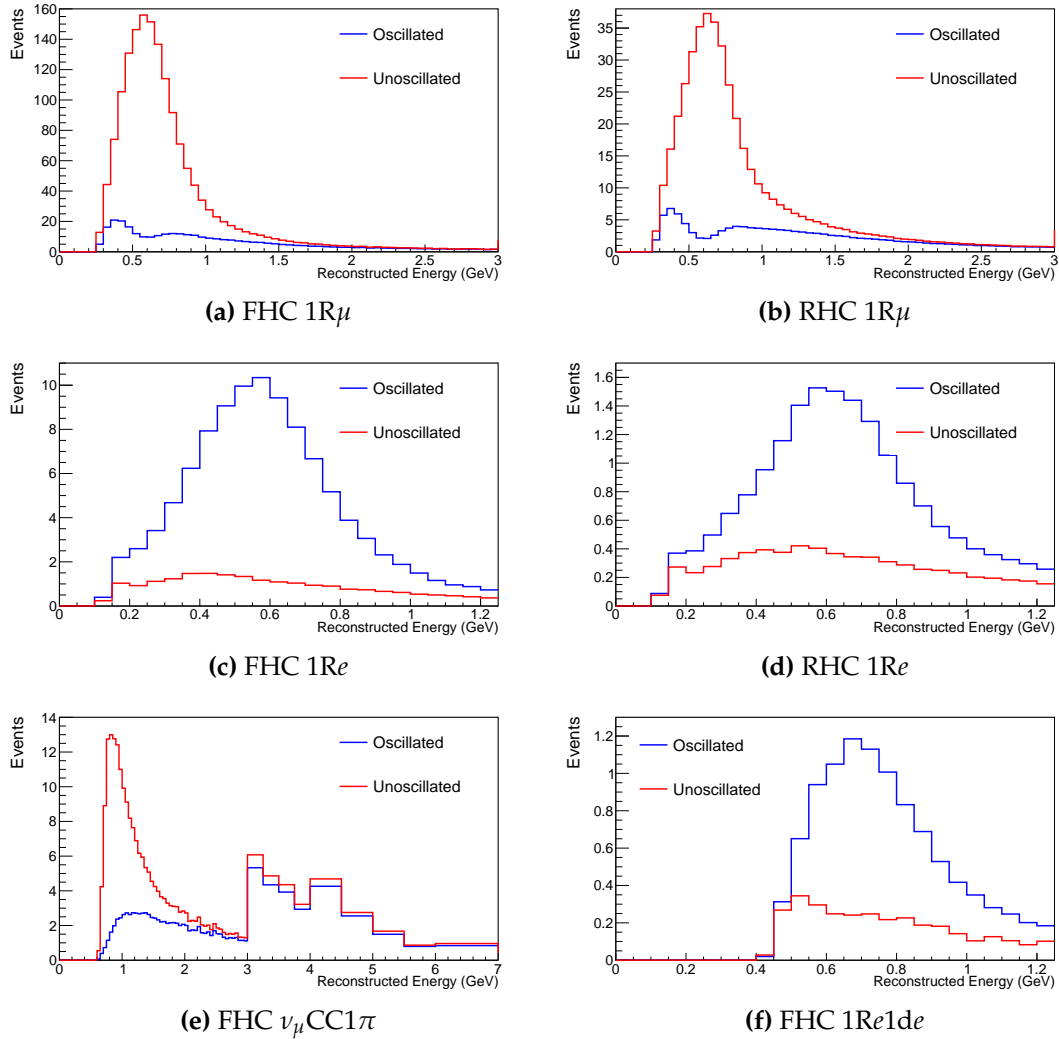 Events
160
140
120
100
80
60
40
20
0
Oscillated
Unoscillated
0 0.5 1 1.5 2 2.5 3
Reconstructed Energy (GeV)
(a) FHC 1Rμ
Events
35
30
25
20
15
10
5
0
Oscillated
Unoscillated
0 0.5 1 1.5 2 2.5 3
Reconstructed Energy (GeV)
(b) RHC 1Rμ
Events
10
8
6
4
2
0
Oscillated
Unoscillated
0 0.2 0.4 0.6 0.8 1 1.2
Reconstructed Energy (GeV)
(c) FHC 1Re
Events
1.6
1.4
1.2
1
0.8
0.6
0.4
0.2
0
Oscillated
Unoscillated
0 0.2 0.4 0.6 0.8 1 1.2
Reconstructed Energy (GeV)
(d) RHC 1Re
Events
14
12
10
8
6
4
2
0
Oscillated
Unoscillated
0 1 2 3 4 5 6 7
Reconstructed Energy (GeV)
(e) FHC νμCC1π
Events
1.2
1
0.8
0.6
0.4
0.2
0
Oscillated
Unoscillated
0 0.2 0.4 0.6 0.8 1 1.2
Reconstructed Energy (GeV)
(f) FHC 1Re1de